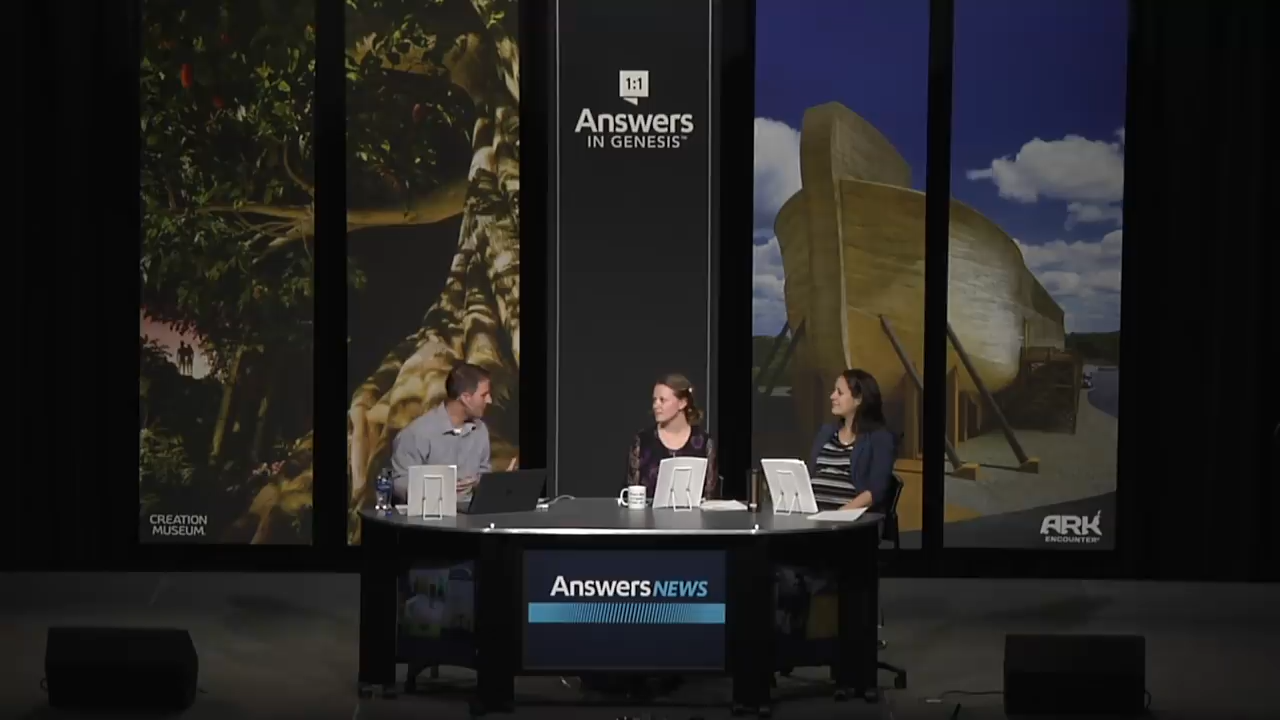 1:1
Answers
IN GENESIS™
CREATION
MUSEUM®
ARK
ENCOUNTER®
Answers NEWS